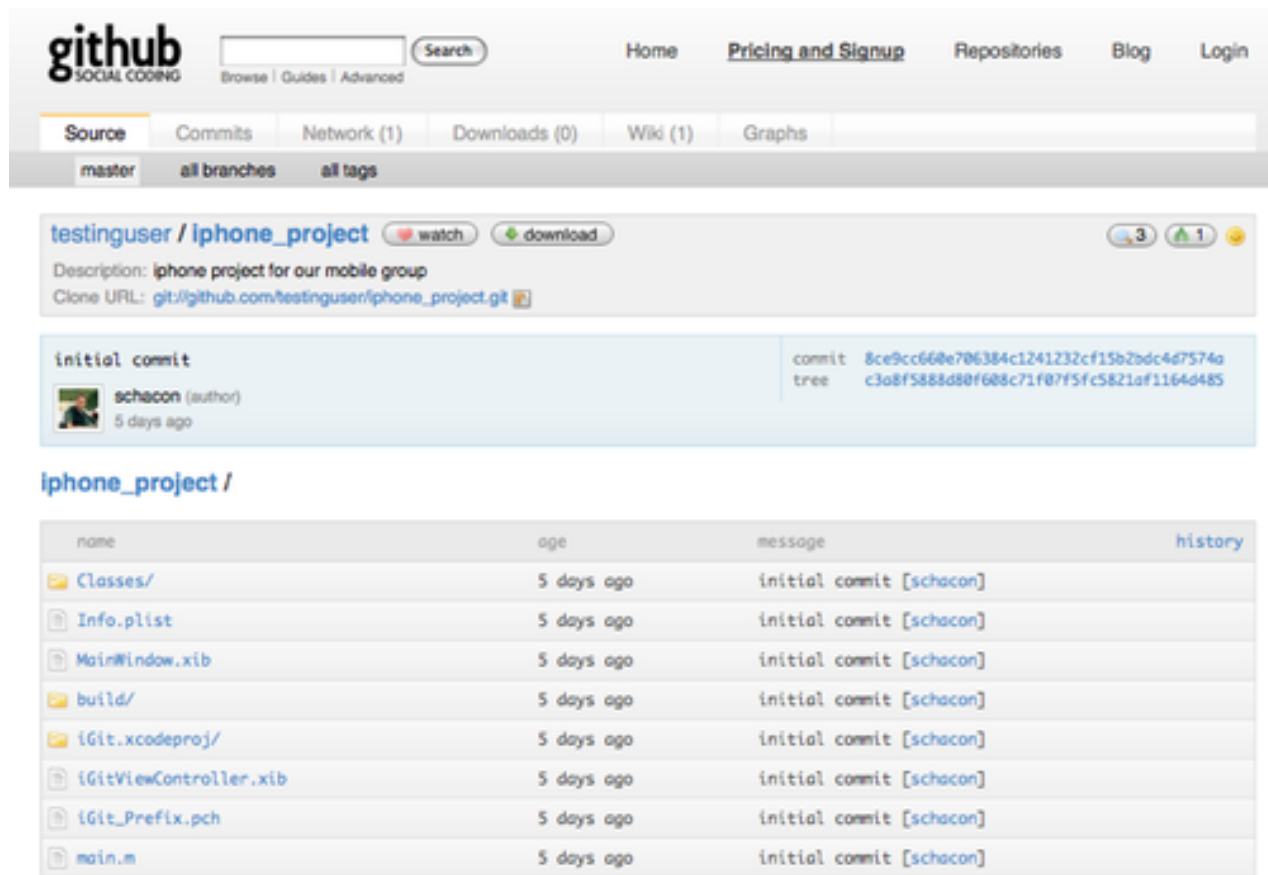 github
SOCIAL CODING
Search
Browse | Guides | Advanced
Home Pricing and Signup Repositories Blog Login
Source Commits Network (1) Downloads (0) Wiki (1) Graphs
master all branches all tags
testinguser / iphone_project watch download 3 1
Description: iphone project for our mobile group
Clone URL: git://github.com/testinguser/iphone_project.git
initial commit
schacon (author)
5 days ago
commit 8ce9cc660e706384c1241232cf15b2bdc4d7574a
tree c3a8f5888d80f608c71f07f5fc5821af1164d485
iphone_project /
name age message history
Classes/ 5 days ago initial commit [schacon]
Info.plist 5 days ago initial commit [schacon]
MainWindow.xib 5 days ago initial commit [schacon]
build/ 5 days ago initial commit [schacon]
iGit.xcodeproj/ 5 days ago initial commit [schacon]
iGitViewController.xib 5 days ago initial commit [schacon]
iGit_Prefix.pch 5 days ago initial commit [schacon]
main.m 5 days ago initial commit [schacon]